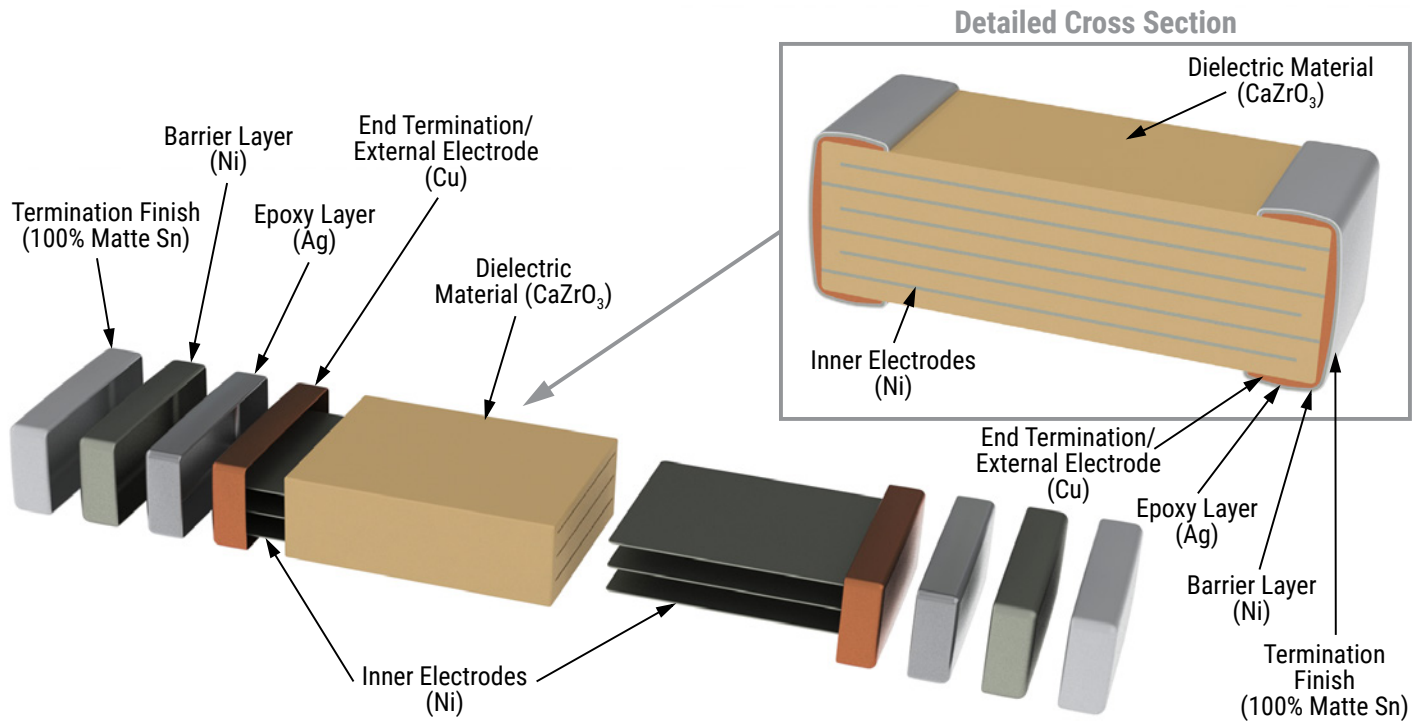 Detailed Cross Section
Dielectric Material
(CaZrO₃)
End Termination/
External Electrode
(Cu)
Barrier Layer
(Ni)
Epoxy Layer
(Ag)
Termination Finish
(100% Matte Sn)
Dielectric
Material (CaZrO₃)
Inner Electrodes
(Ni)
End Termination/
External Electrode
(Cu)
Epoxy Layer
(Ag)
Barrier Layer
(Ni)
Termination
Finish
(100% Matte Sn)
Inner Electrodes
(Ni)